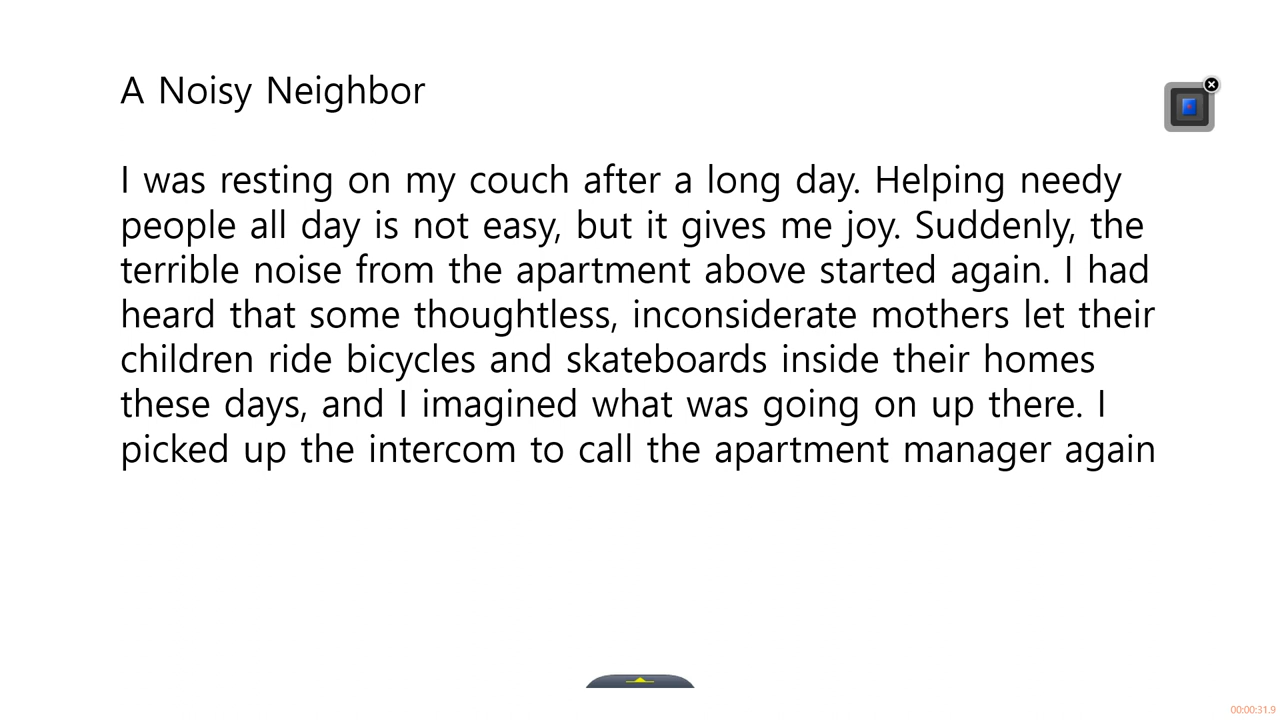 A Noisy Neighbor
I was resting on my couch after a long day. Helping needy
people all day is not easy, but it gives me joy. Suddenly, the
terrible noise from the apartment above started again. I had
heard that some thoughtless, inconsiderate mothers let their
children ride bicycles and skateboards inside their homes
these days, and I imagined what was going on up there. I
picked up the intercom to call the apartment manager again
00:00:31.9